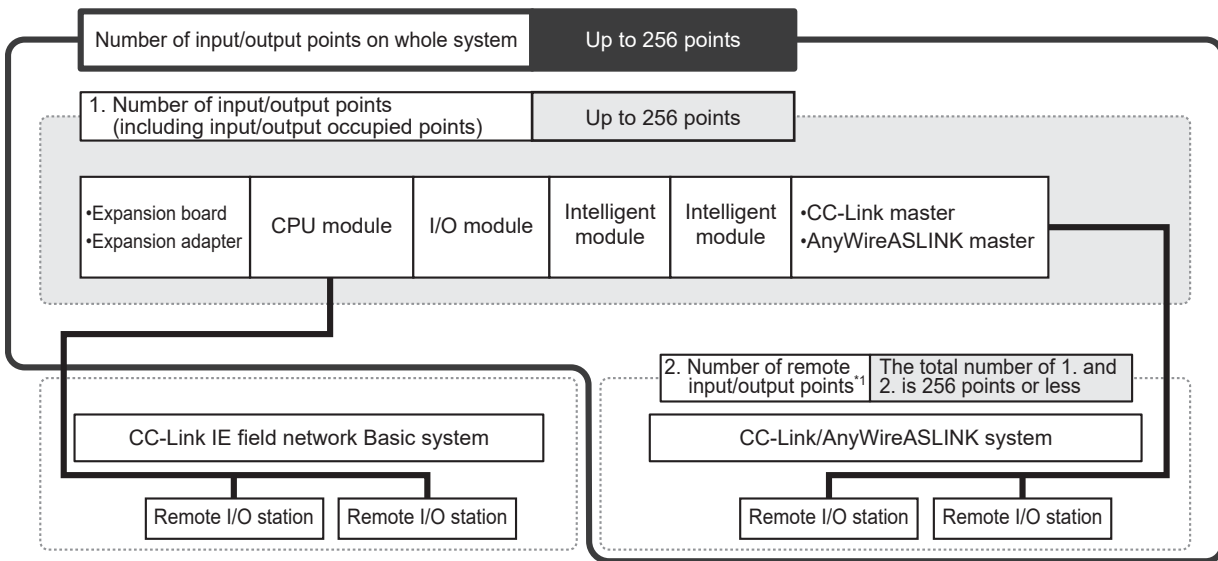 Number of input/output points on whole system
Up to 256 points
1. Number of input/output points
(including input/output occupied points)
Up to 256 points
•Expansion board
•Expansion adapter
CPU module
I/O module
Intelligent
module
Intelligent
module
•CC-Link master
•AnyWireASLINK master
2. Number of remote
input/output points*1
The total number of 1. and
2. is 256 points or less
CC-Link IE field network Basic system
CC-Link/AnyWireASLINK system
Remote I/O station
Remote I/O station
Remote I/O station
Remote I/O station